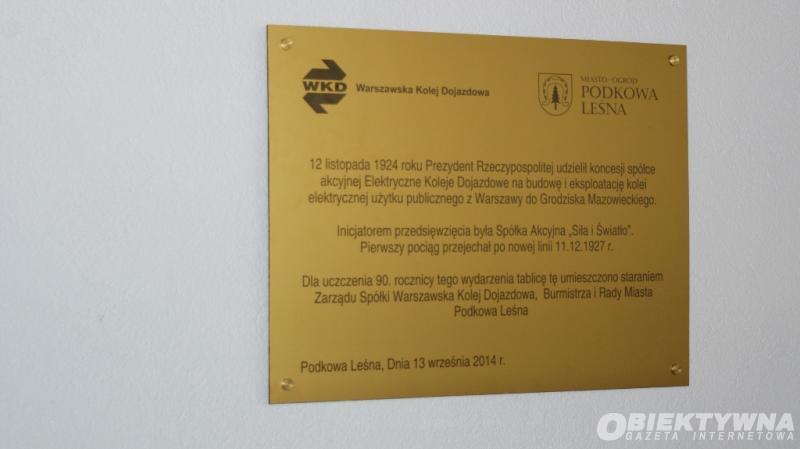 WKD Warszawska Kolej Dojazdowa
MIASTO-OGRÓD
PODKOWA
LEŚNA
12 listopada 1924 roku Prezydent Rzeczypospolitej udzielił koncesji spółce
akcyjnej Elektryczne Koleje Dojazdowe na budowę i eksploatację kolei
elektrycznej użytku publicznego z Warszawy do Grodziska Mazowieckiego.
Inicjatorem przedsięwzięcia była Spółka Akcyjna „Siła i Światło”.
Pierwszy pociąg przejechał po nowej linii 11.12.1927 r.
Dla uczczenia 90. rocznicy tego wydarzenia tablicę tę umieszczono staraniem
Zarządu Spółki Warszawska Kolej Dojazdowa, Burmistrza i Rady Miasta
Podkowa Leśna
Podkowa Leśna, Dnia 13 września 2014 r.
OBIEKTYWNA
GAZETA INTERNETOWA